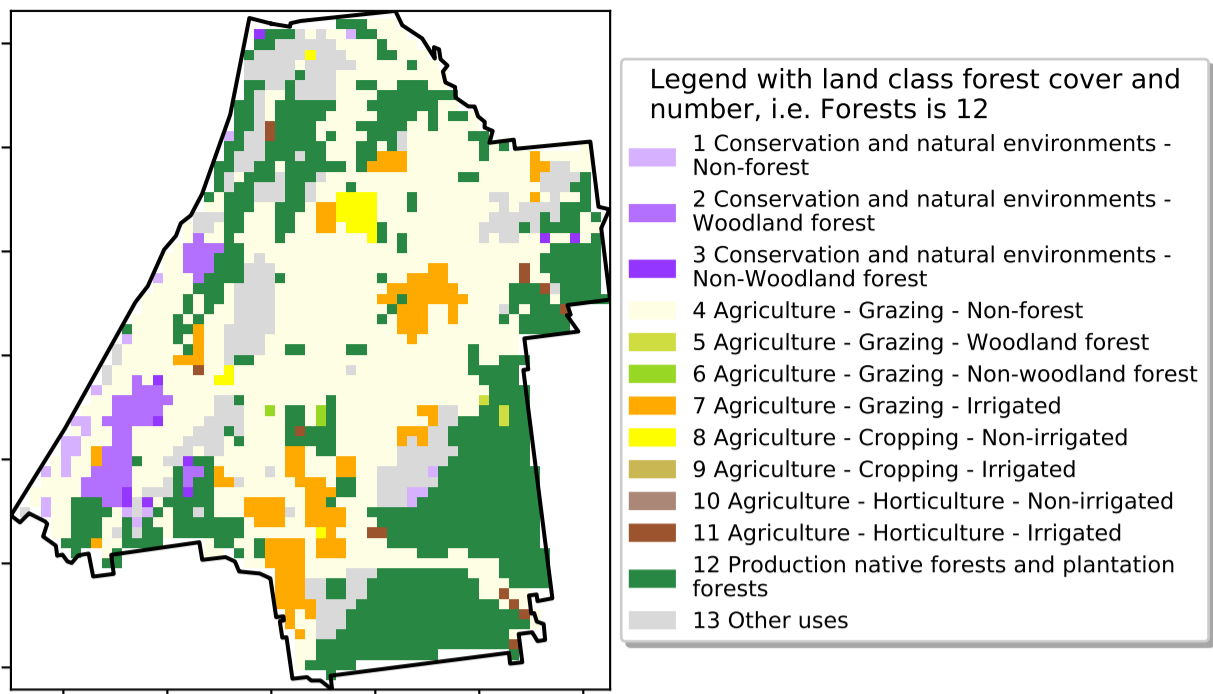 Legend with land class forest cover and
number, i.e. Forests is 12
1 Conservation and natural environments -
Non-forest
2 Conservation and natural environments -
Woodland forest
3 Conservation and natural environments -
Non-Woodland forest
4 Agriculture - Grazing - Non-forest
5 Agriculture - Grazing - Woodland forest
6 Agriculture - Grazing - Non-woodland forest
7 Agriculture - Grazing - Irrigated
8 Agriculture - Cropping - Non-irrigated
9 Agriculture - Cropping - Irrigated
10 Agriculture - Horticulture - Non-irrigated
11 Agriculture - Horticulture - Irrigated
12 Production native forests and plantation
forests
13 Other uses